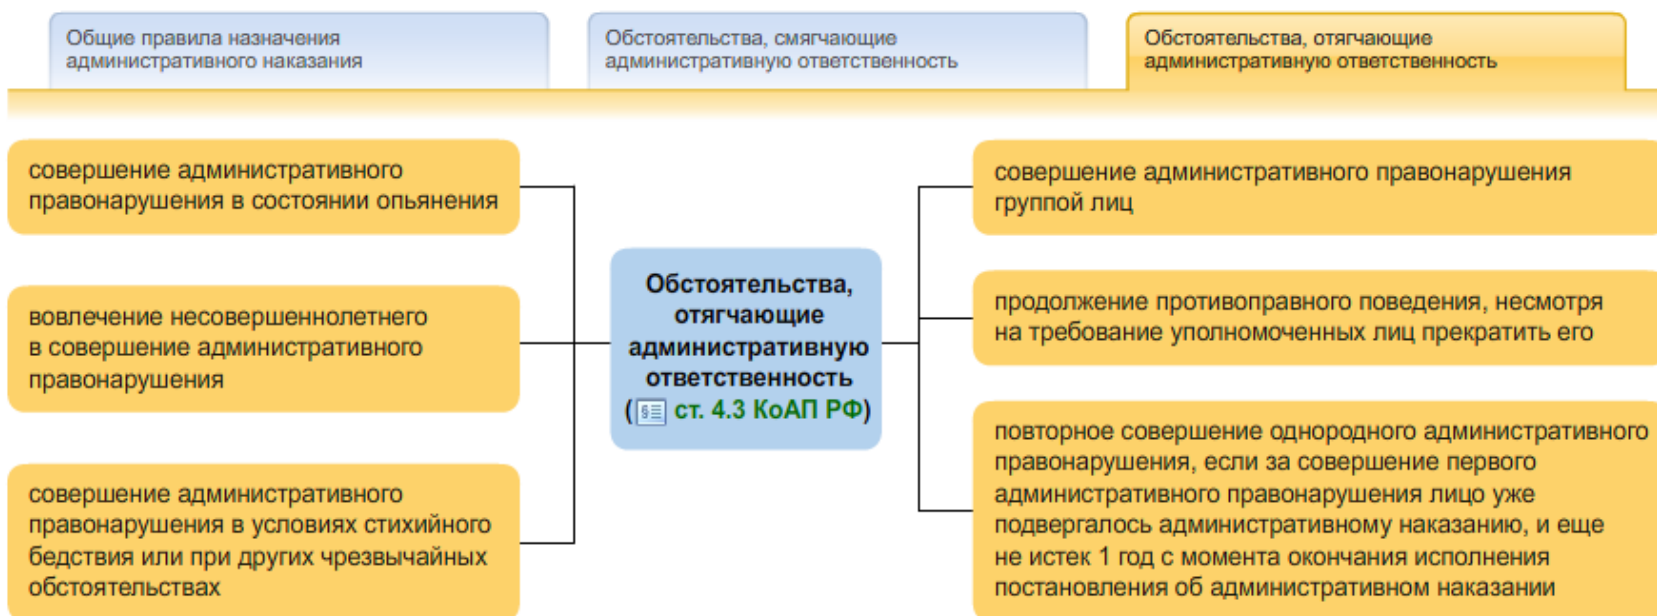 Общие правила назначения
административного наказания
Обстоятельства, смягчающие
административную ответственность
Обстоятельства, отягчающие
административную ответственность
совершение административного
правонарушения в состоянии опьянения
вовлечение несовершеннолетнего
в совершение административного
правонарушения
совершение административного
правонарушения в условиях стихийного
бедствия или при других чрезвычайных
обстоятельствах
Обстоятельства,
отягчающие
административную
ответственность
(§ ст. 4.3 КоАП РФ)
совершение административного правонарушения
группой лиц
продолжение противоправного поведения, несмотря
на требование уполномоченных лиц прекратить его
повторное совершение однородного административного
правонарушения, если за совершение первого
административного правонарушения лицо уже
подвергалось административному наказанию, и еще
не истек 1 год с момента окончания исполнения
постановления об административном наказании